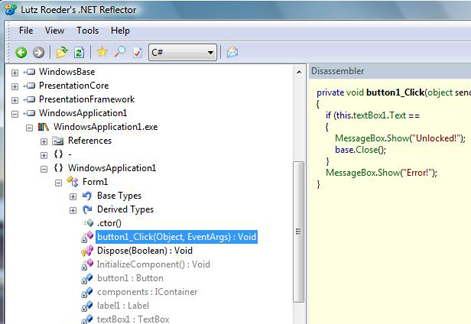 Lutz Roeder's .NET Reflector
File View Tools Help
C#
WindowsBase
PresentationCore
PresentationFramework
WindowsApplication1
WindowsApplication1.exe
References
{ } -
{ } WindowsApplication1
Form1
Base Types
Derived Types
.ctor()
button1_Click(Object, EventArgs) : Void
Dispose(Boolean) : Void
InitializeComponent() : Void
button1 : Button
components : IContainer
label1 : Label
textBox1 : TextBox
Disassembler
private void button1_Click(object send
{
if (this.textBox1.Text ==
{
MessageBox.Show("Unlocked!");
base.Close();
}
MessageBox.Show("Error!");
}